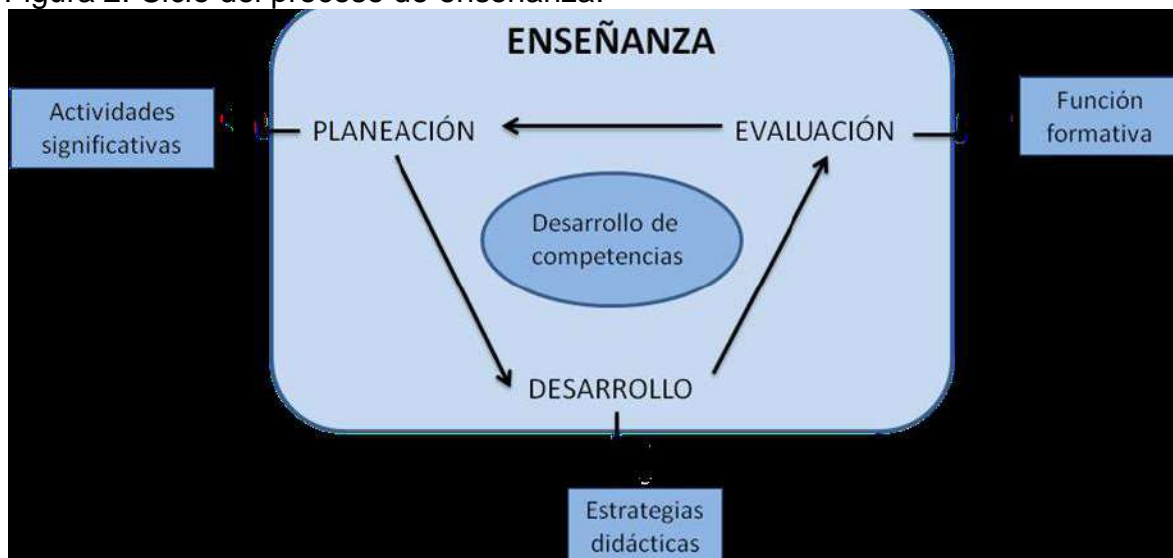 Figura 2. Ciclo del proceso de enseñanza.
ENSEÑANZA
Actividades
significativas
PLANEACIÓN
EVALUACIÓN
Función
formativa
Desarrollo de
competencias
DESARROLLO
Estrategias
didácticas